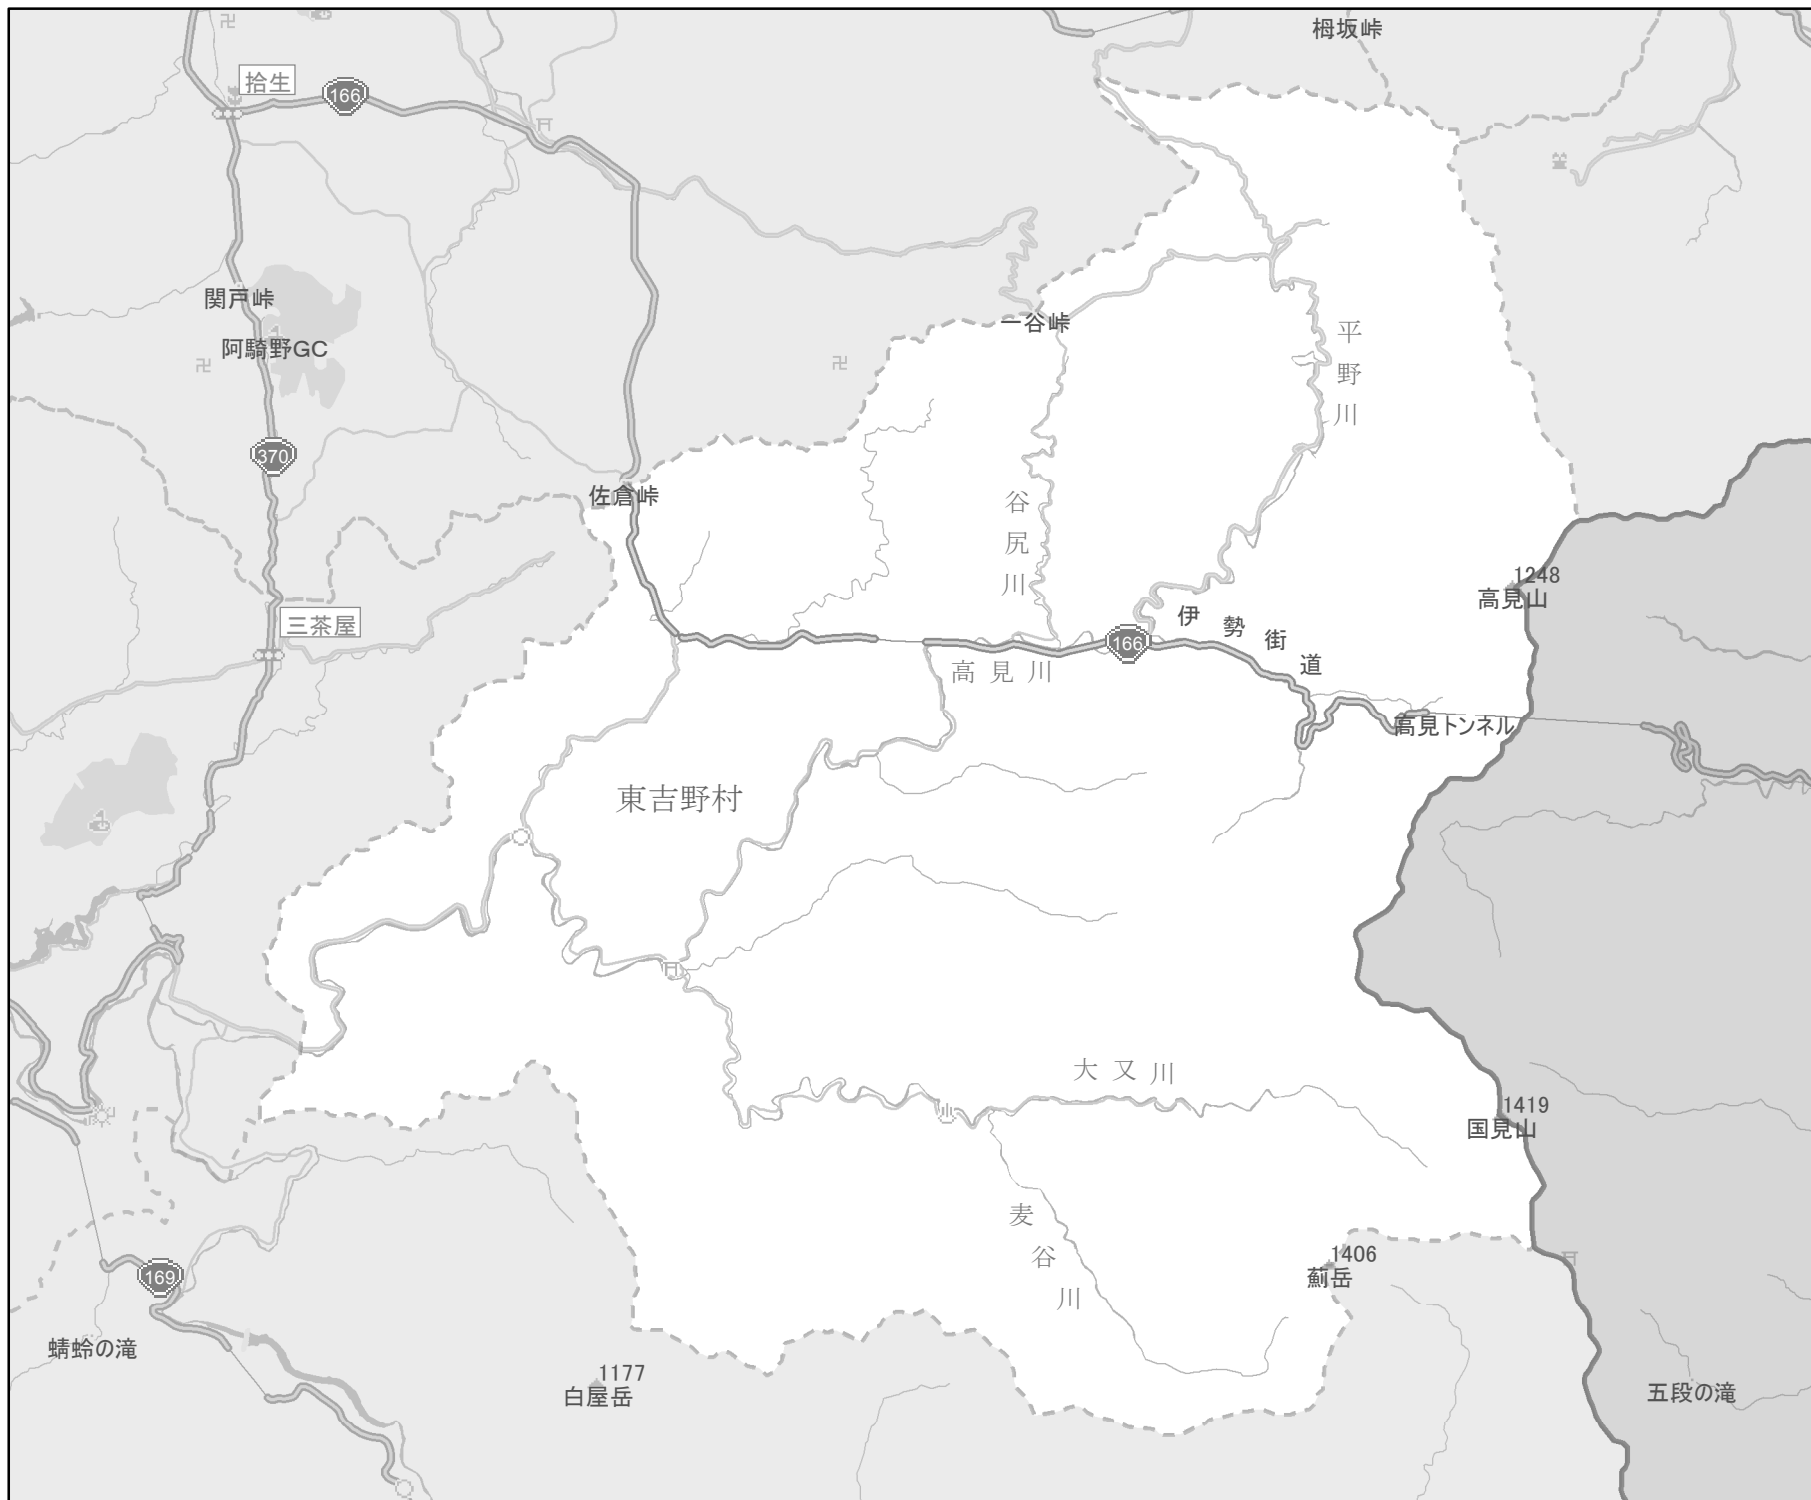 栂坂峠
拾生
166
関戸峠
阿騎野GC
一谷峠
平野川
370
佐倉峠
谷尻川
1248
高見山
三茶屋
伊勢街道
166
高見川
高見トンネル
東吉野村
大又川
1419
国見山
麦谷川
1406
薊岳
169
蜻蛉の滝
1177
白屋岳
五段の滝